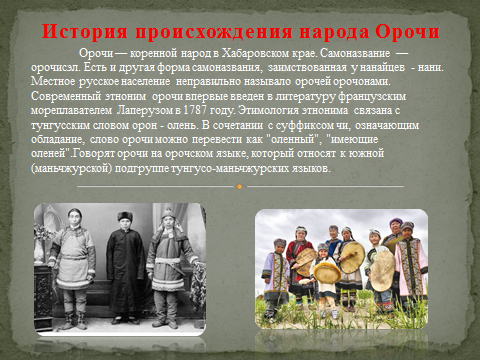 История происхождения народа Орочи
Орочи — коренной народ в Хабаровском крае. Самоназвание —
орочисэл. Есть и другая форма самоназвания, заимствованная у нанайцев - нани.
Местное русское население неправильно называло орочей орочонами.
Современный этноним орочи впервые введен в литературу французским
мореплавателем Лаперузом в 1787 году. Этимология этнонима связана с
тунгусским словом орон - олень. В сочетании с суффиксом чи, означающим
обладание, слово орочи можно перевести как "оленный", "имеющие
оленей".Говорят орочи на орочском языке, который относят к южной
(маньчжурской) подгруппе тунгусо-маньчжурских языков.